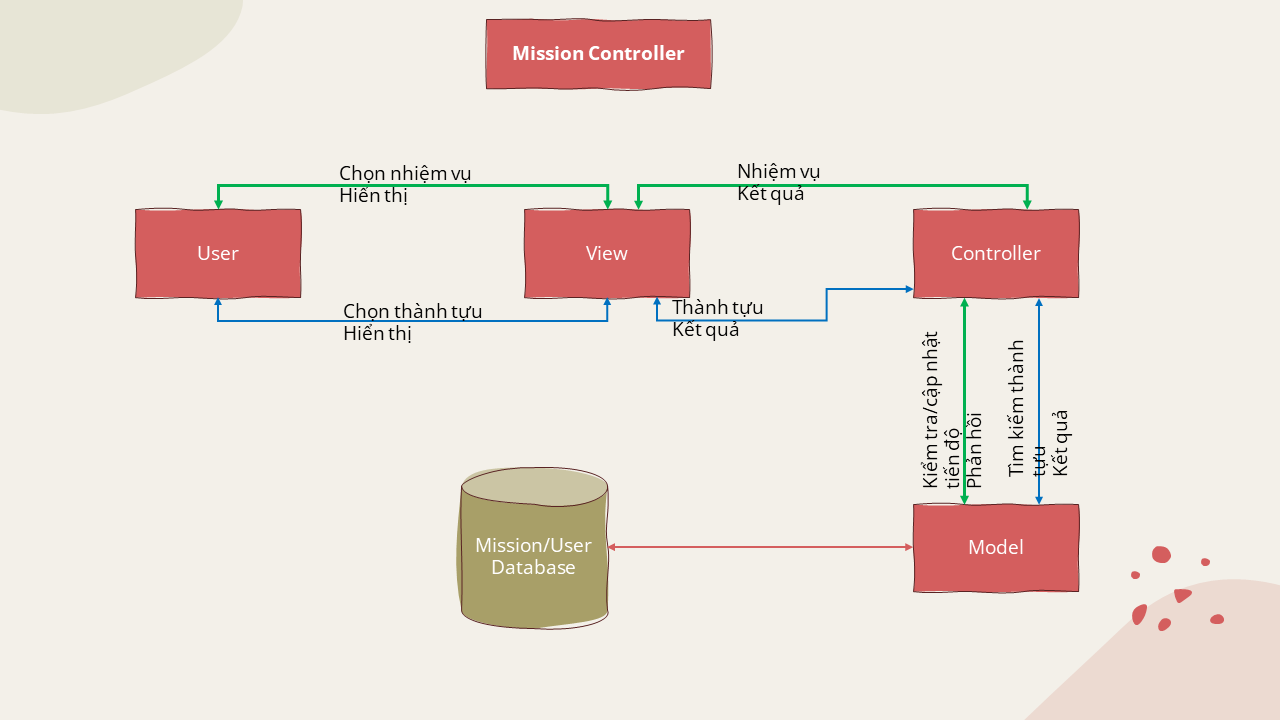 Mission Controller
Chọn nhiệm vụ
Hiển thị
Nhiệm vụ
Kết quả
User
View
Controller
Chọn thành tựu
Hiển thị
Thành tựu
Kết quả
Kiểm tra/cập nhật
tiến độ
Phản hồi
Tìm kiếm thành
tựu
Kết quả
Mission/User
Database
Model